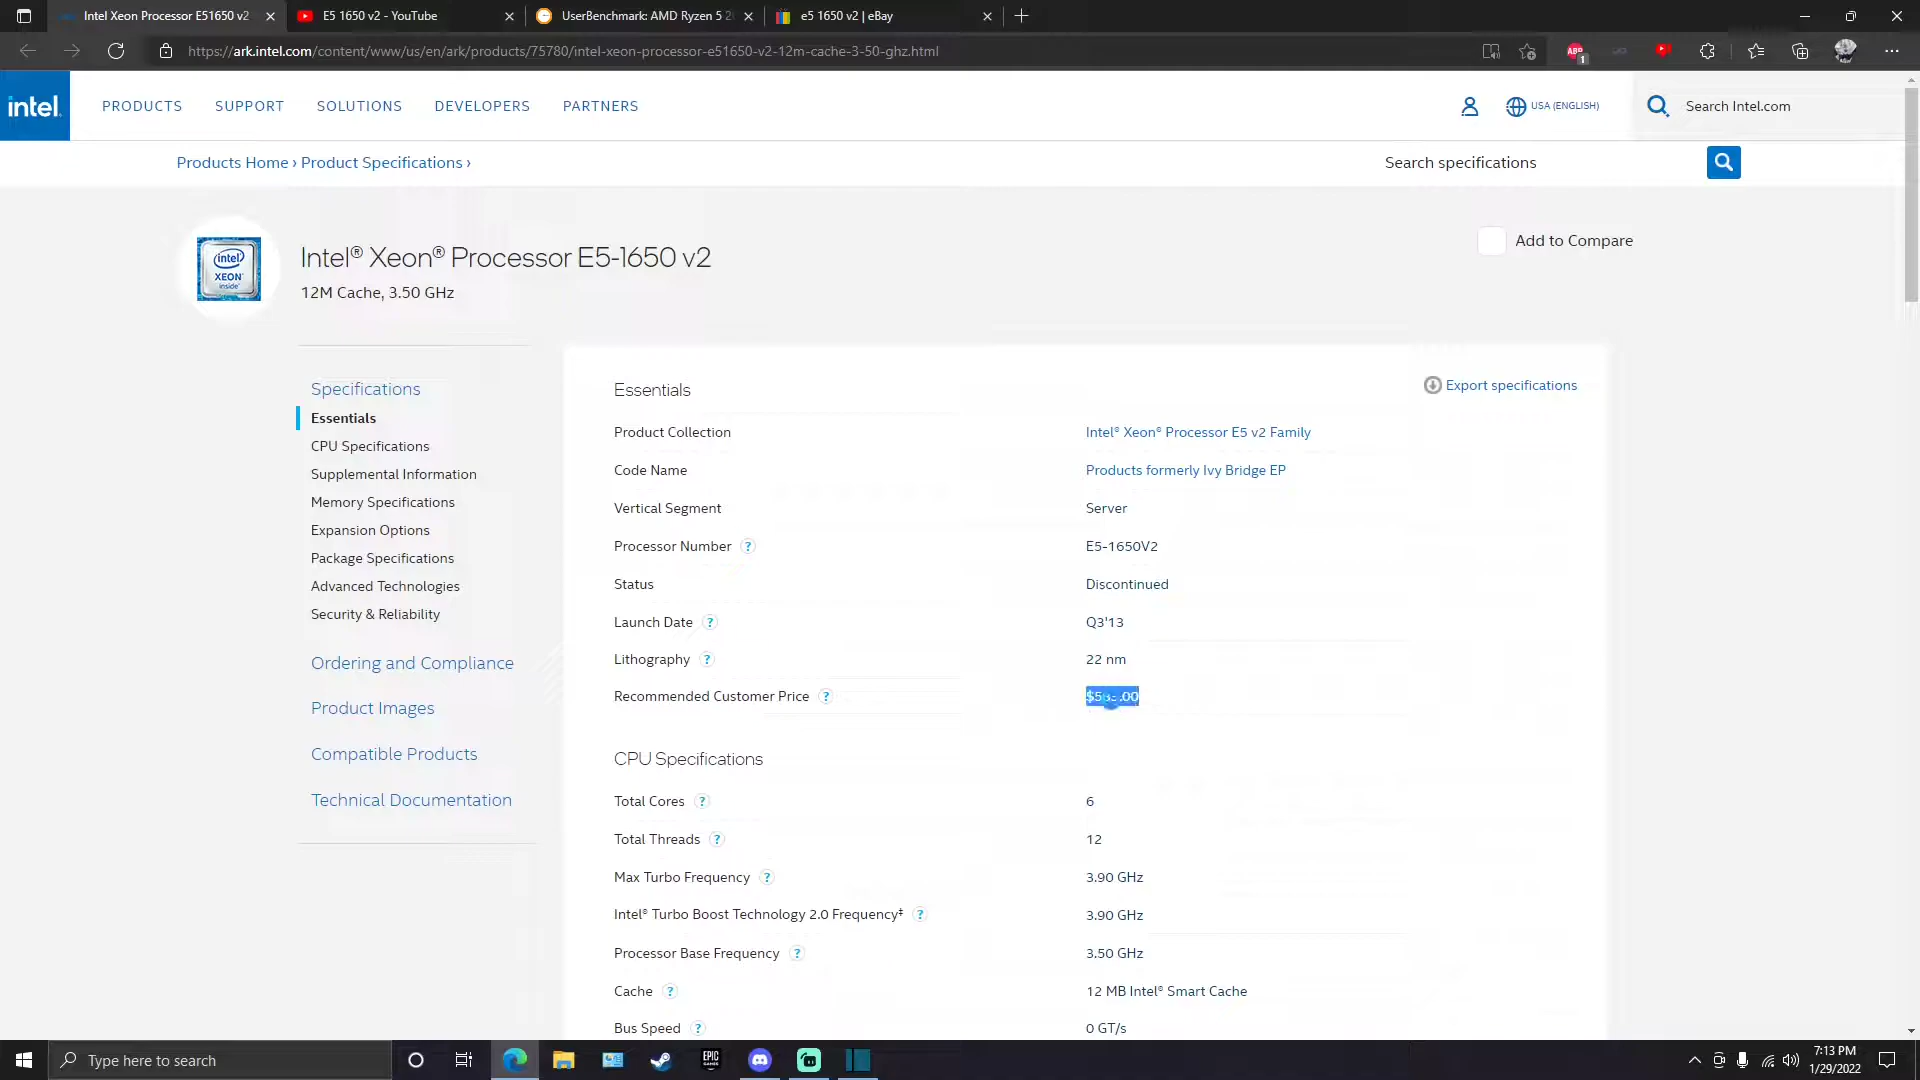 Intel Xeon Processor E51650 v2
E5 1650 v2 - YouTube
UserBenchmark: AMD Ryzen 5 2
e5 1650 v2 | eBay
https://ark.intel.com/content/www/us/en/ark/products/75780/intel-xeon-processor-e51650-v2-12m-cache-3-50-ghz.html
ABP
1
intel.
PRODUCTS
SUPPORT
SOLUTIONS
DEVELOPERS
PARTNERS
USA (ENGLISH)
Search Intel.com
Products Home › Product Specifications ›
Search specifications
intel
XEON
inside
Intel® Xeon® Processor E5-1650 v2
12M Cache, 3.50 GHz
Add to Compare
Specifications
Essentials
CPU Specifications
Supplemental Information
Memory Specifications
Expansion Options
Package Specifications
Advanced Technologies
Security & Reliability
Ordering and Compliance
Product Images
Compatible Products
Technical Documentation
Essentials
Export specifications
Product Collection
Intel® Xeon® Processor E5 v2 Family
Code Name
Products formerly Ivy Bridge EP
Vertical Segment
Server
Processor Number ?
E5-1650V2
Status
Discontinued
Launch Date ?
Q3'13
Lithography ?
22 nm
Recommended Customer Price ?
CPU Specifications
Total Cores ?
6
Total Threads ?
12
Max Turbo Frequency ?
3.90 GHz
Intel® Turbo Boost Technology 2.0 Frequency‡ ?
3.90 GHz
Processor Base Frequency ?
3.50 GHz
Cache ?
12 MB Intel® Smart Cache
Bus Speed ?
0 GT/s
Type here to search
EPIC
GAMES
7:13 PM
1/29/2022